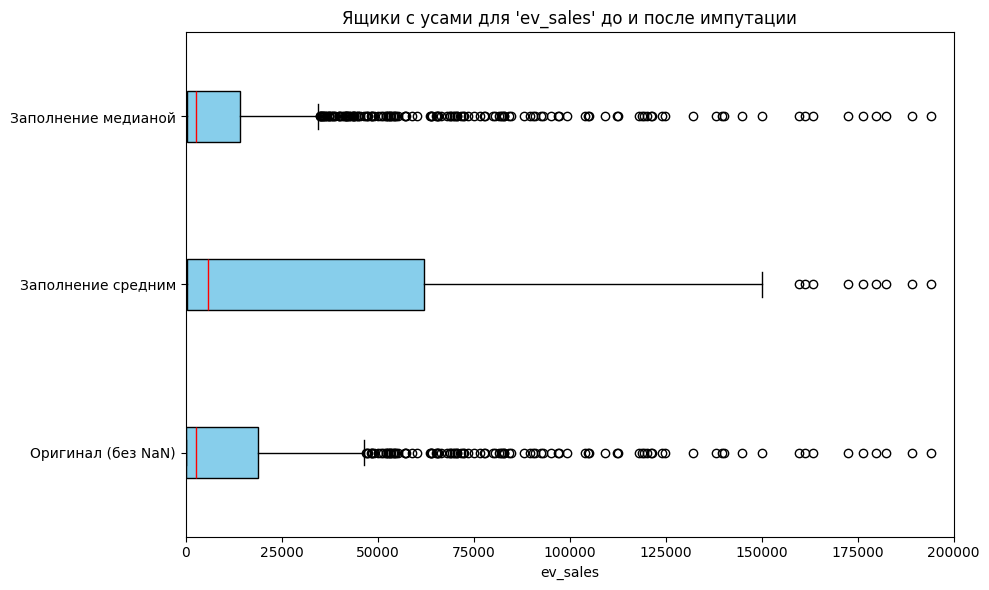 Ящики с усами для 'ev_sales' до и после импутации
Заполнение медианой
Заполнение средним
Оригинал (без NaN)
0 25000 50000 75000 100000 125000 150000 175000 200000
ev_sales